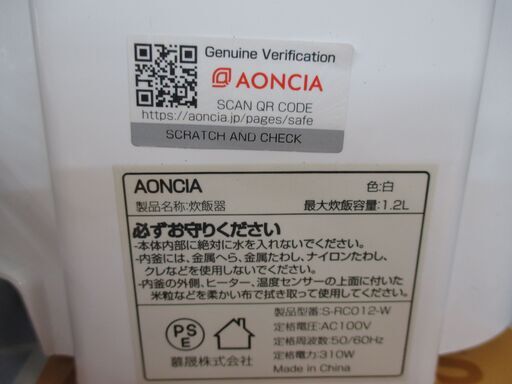 Genuine Verification
AONCIA
SCAN QR CODE
https://aoncia.jp/pages/safe
SCRATCH AND CHECK
AONCIA
色:白
製品名称:炊飯器
最大炊飯容量:1.2L
必ずお守りください
-本体内部に絶対に水を入れないでください。
-内釜には、金属へら、金属たわし、ナイロンたわし、
クレなどを使用しないでください。
-内釜の外側、ヒーター、温度センサーの上面に付いた
米粒などを柔かい布で拭き取って使用してください。
製品型番:S-RC012-W
定格電圧:AC100V
定格周波数:50/60Hz
定格電力:310W
Made in China
PS
E
慕晟株式会社